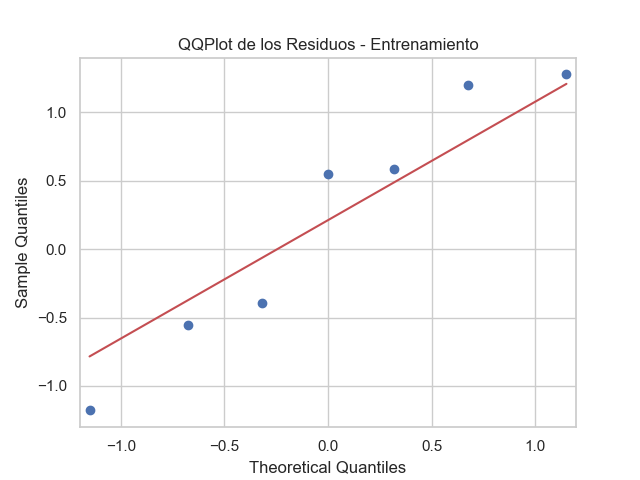 QQPlot de los Residuos - Entrenamiento
1.0
0.5
0.0
−0.5
−1.0
Sample Quantiles
−1.0 −0.5 0.0 0.5 1.0
Theoretical Quantiles